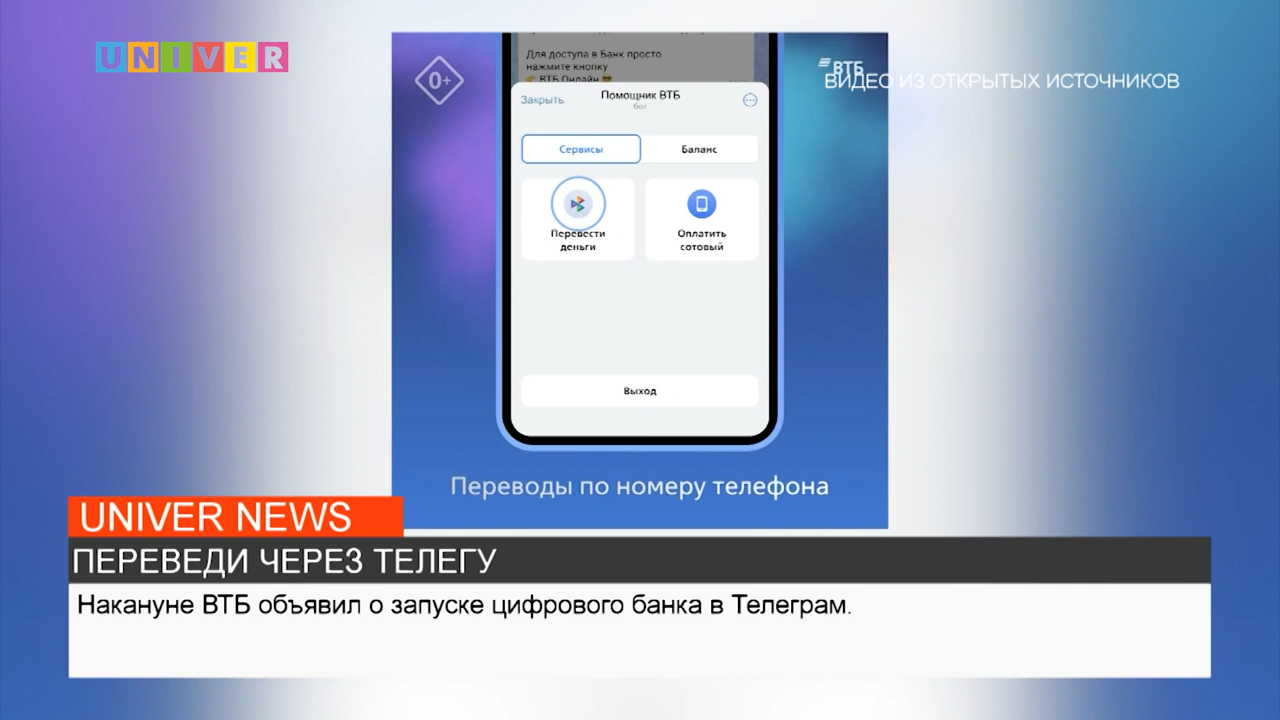 UNIVER
0+
ВТБ
ВИДЕО ИЗ ОТКРЫТЫХ ИСТОЧНИКОВ
Для доступа в Банк просто
нажмите кнопку
👉 ВТБ Онлайн 😎
Закрыть
Помощник ВТБ
бот
Сервисы
Баланс
Перевести
деньги
Оплатить
сотовый
Выход
Переводы по номеру телефона
UNIVER NEWS
ПЕРЕВЕДИ ЧЕРЕЗ ТЕЛЕГУ
Накануне ВТБ объявил о запуске цифрового банка в Телеграм.